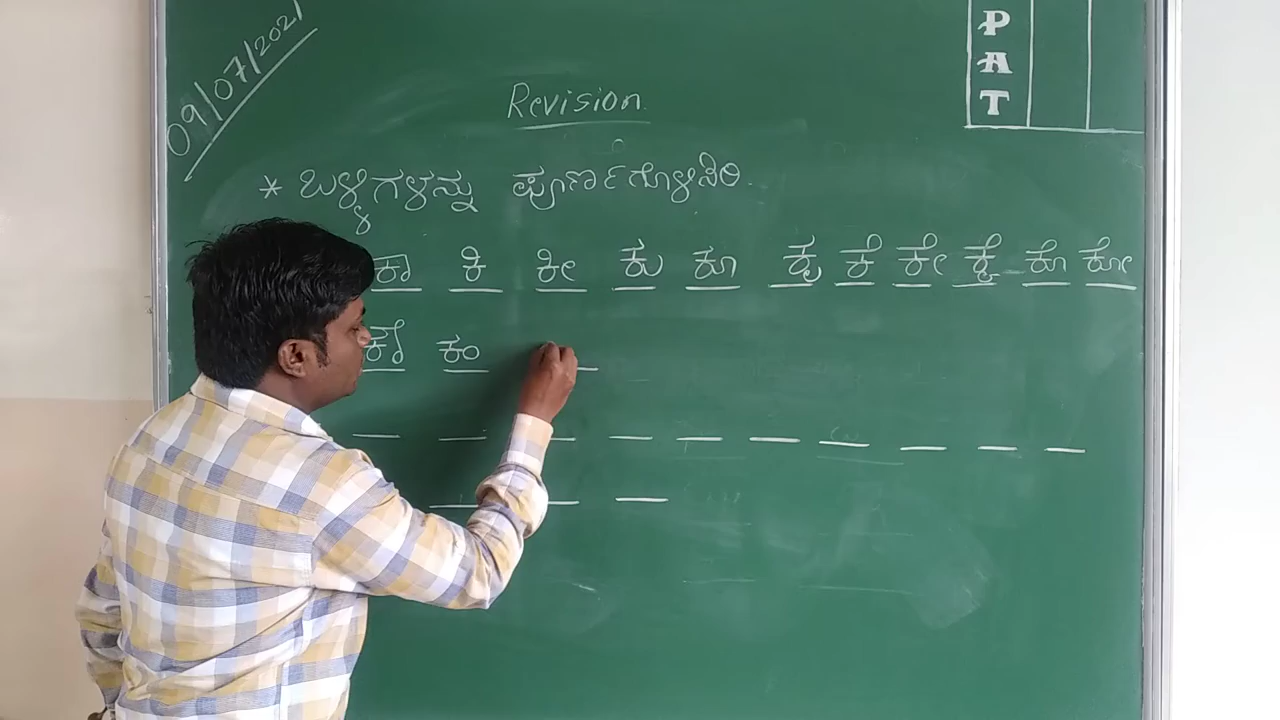 09/07/2021
P
A
T
Revision.
* ಬಳ್ಳಿಗಳನ್ನು ಪೂರ್ಣಗೊಳಿಸಿರಿ.
ಕಾ ಕಿ ಕೀ ಕು ಕೂ ಕೃ ಕೆ ಕೇ ಕೈ ಕೊ ಕೋ
ಕೌ ಕಂ